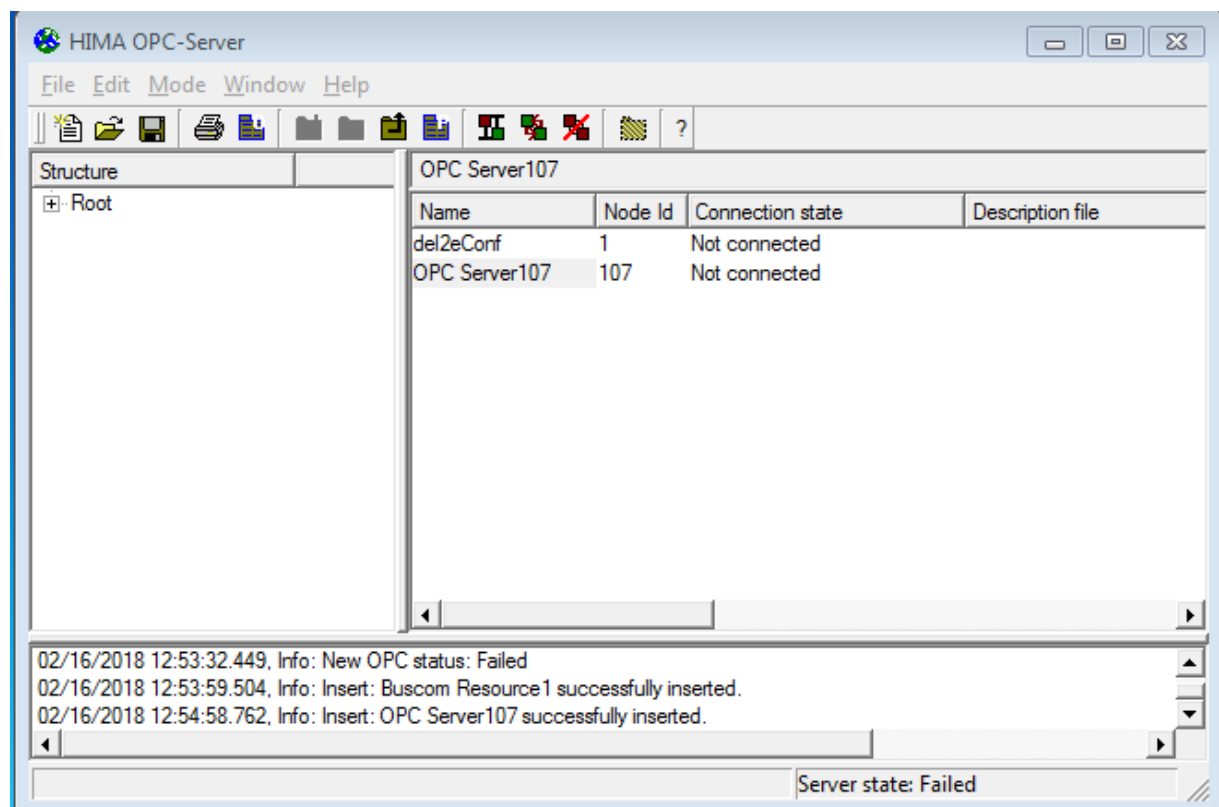 HIMA OPC-Server
File Edit Mode Window Help
?
Structure
OPC Server107
Root
Name Node Id Connection state Description file
del2eConf 1 Not connected
OPC Server107 107 Not connected
02/16/2018 12:53:32.449, Info: New OPC status: Failed
02/16/2018 12:53:59.504, Info: Insert: Buscom Resource1 successfully inserted.
02/16/2018 12:54:58.762, Info: Insert: OPC Server107 successfully inserted.
Server state: Failed